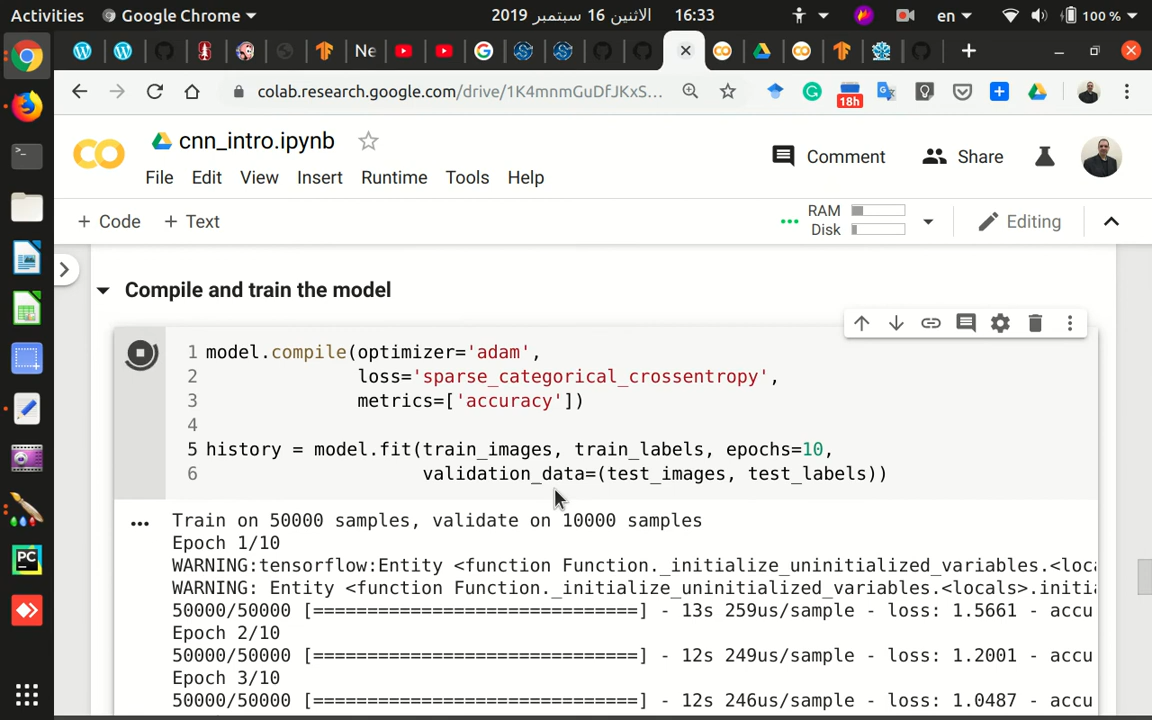 Activities Google Chrome الاثنين 16 سبتمبر 2019 16:33 en 100 %
Ne
colab.research.google.com/drive/1K4mnmGuDfJKxS... 18h
cnn_intro.ipynb
Comment Share
File Edit View Insert Runtime Tools Help
+ Code + Text RAM Disk Editing
Compile and train the model
1 model.compile(optimizer='adam',
2 loss='sparse_categorical_crossentropy',
3 metrics=['accuracy'])
4
5 history = model.fit(train_images, train_labels, epochs=10,
6 validation_data=(test_images, test_labels))
Train on 50000 samples, validate on 10000 samples
Epoch 1/10
WARNING:tensorflow:Entity <function Function._initialize_uninitialized_variables.<loca
WARNING: Entity <function Function._initialize_uninitialized_variables.<locals>.initia
50000/50000 [==============================] - 13s 259us/sample - loss: 1.5661 - accu
Epoch 2/10
50000/50000 [==============================] - 12s 249us/sample - loss: 1.2001 - accu
Epoch 3/10
50000/50000 [==============================] - 12s 246us/sample - loss: 1.0487 - accu
PC